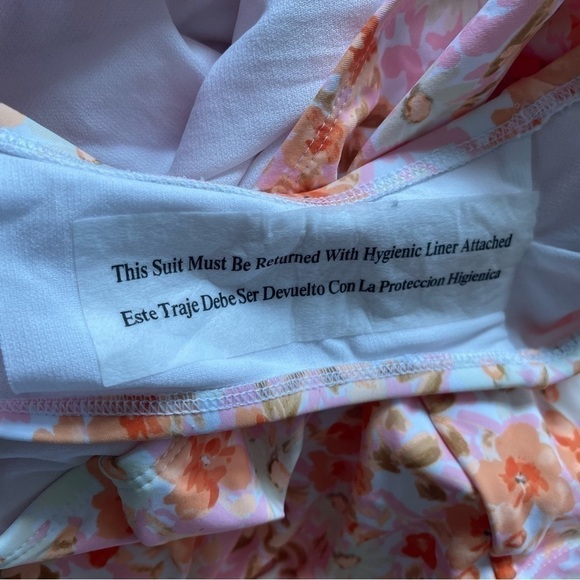 This Suit Must Be Returned With Hygienic Liner Attached
Este Traje Debe Ser Devuelto Con La Proteccion Higienica